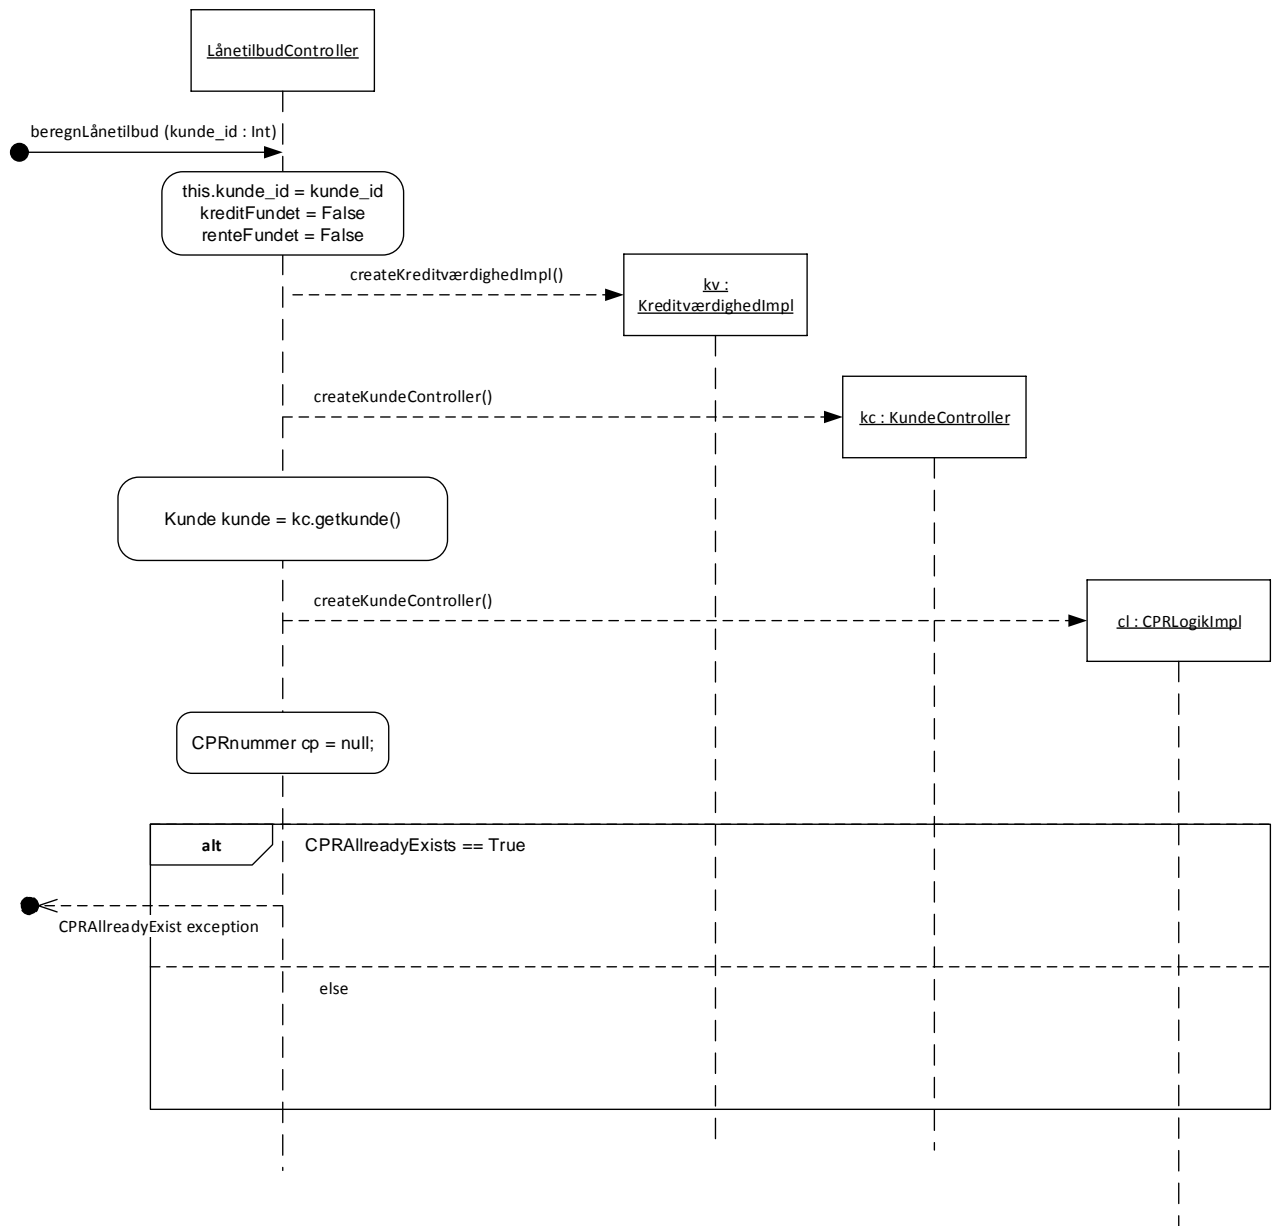 LånetilbudController
beregnLånetilbud (kunde_id : Int)
this.kunde_id = kunde_id
kreditFundet = False
renteFundet = False
createKreditværdighedImpl()
kv :
KreditværdighedImpl
createKundeController()
kc : KundeController
Kunde kunde = kc.getkunde()
createKundeController()
cl : CPRLogikImpl
CPRnummer cp = null;
alt
CPRAllreadyExists == True
CPRAllreadyExist exception
else